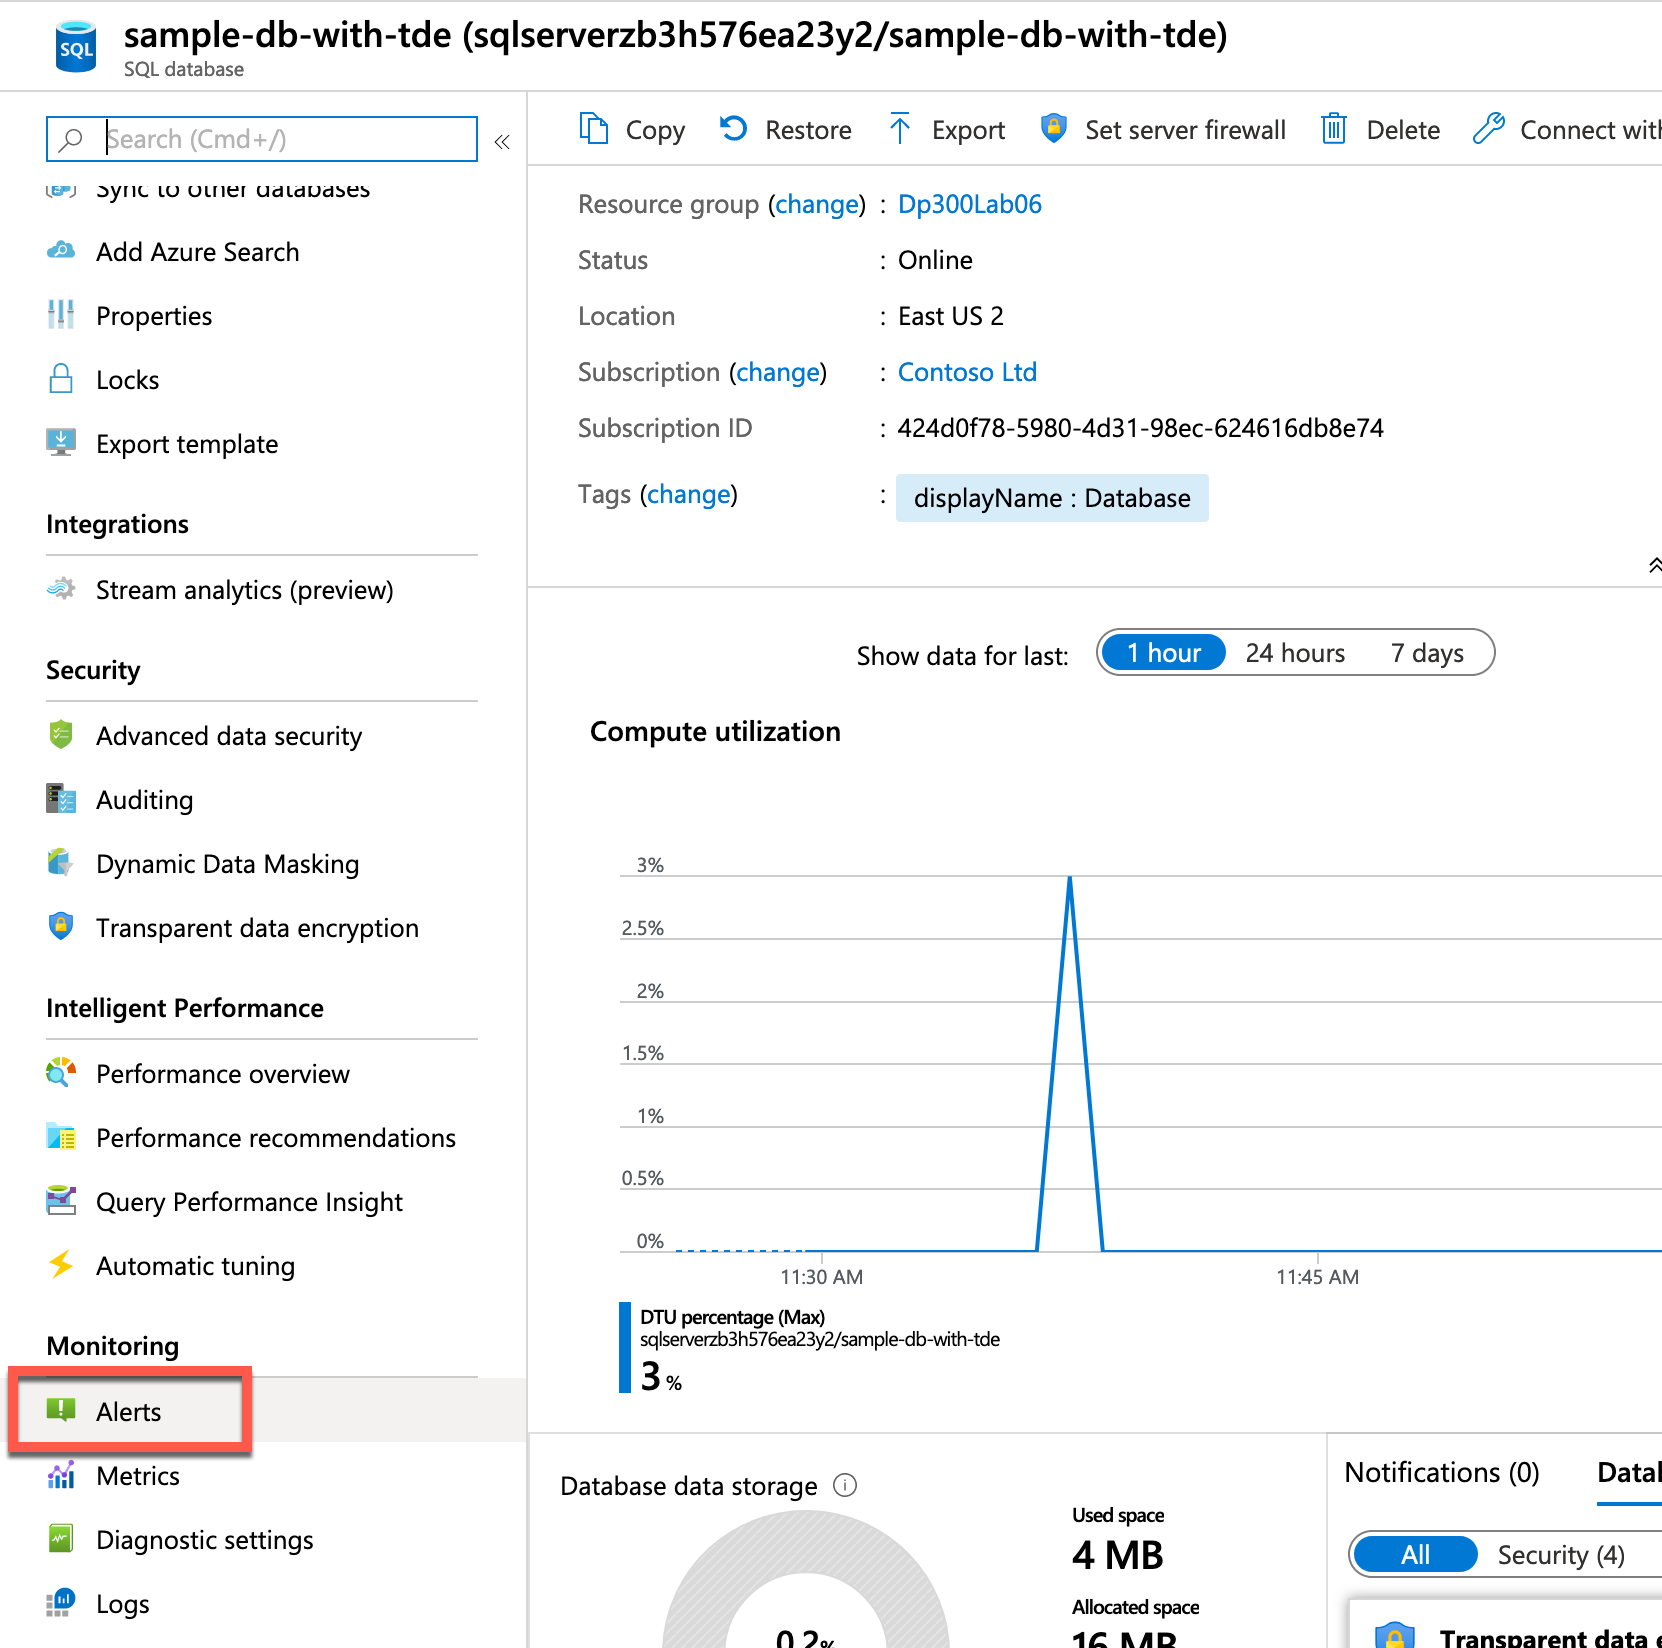 sample-db-with-tde (sqlserverzb3h576ea23y2/sample-db-with-tde)
SQL
SQL database
Search (Cmd+/)
Sync to other databases
Add Azure Search
Properties
Locks
Export template
Integrations
Stream analytics (preview)
Security
Advanced data security
Auditing
Dynamic Data Masking
Transparent data encryption
Intelligent Performance
Performance overview
Performance recommendations
Query Performance Insight
Automatic tuning
Monitoring
Alerts
Metrics
Diagnostic settings
Logs
Copy Restore Export Set server firewall Delete Connect with
Resource group (change) : Dp300Lab06
Status : Online
Location : East US 2
Subscription (change) : Contoso Ltd
Subscription ID : 424d0f78-5980-4d31-98ec-624616db8e74
Tags (change) : displayName : Database
Show data for last: 1 hour 24 hours 7 days
Compute utilization
3%
2.5%
2%
1.5%
1%
0.5%
0%
11:30 AM 11:45 AM
DTU percentage (Max)
sqlserverzb3h576ea23y2/sample-db-with-tde
3 %
Database data storage
0.2%
Used space
4 MB
Allocated space
16 MB
Notifications (0)
All Security (4)
Transparent data